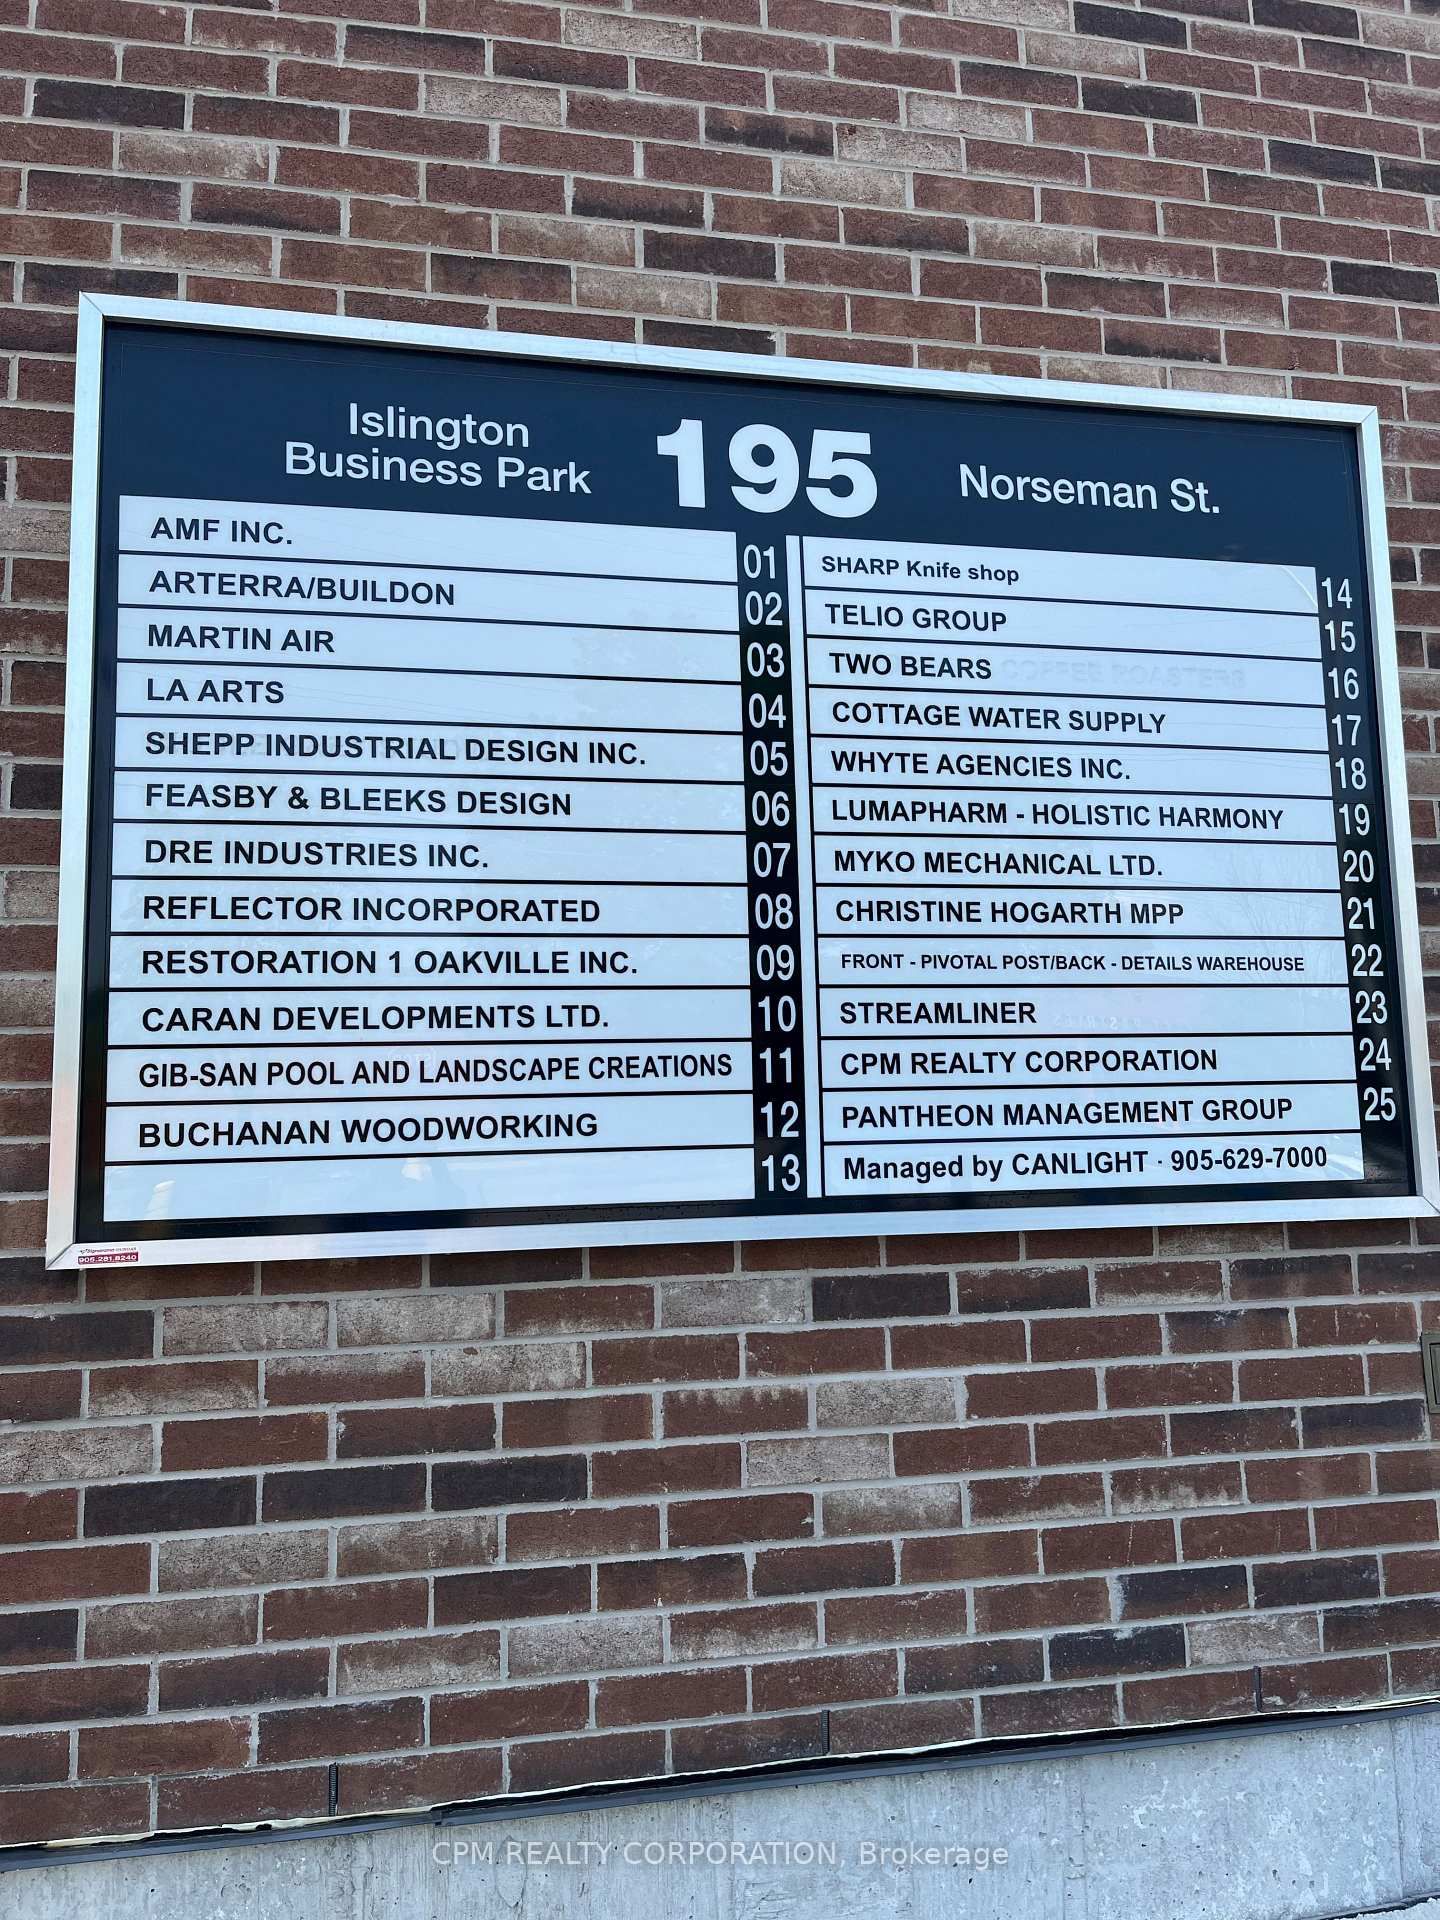 Islington
Business Park
195
Norseman St.
AMF INC. 01
ARTERRA/BUILDON 02
MARTIN AIR 03
LA ARTS 04
SHEPP INDUSTRIAL DESIGN INC. 05
FEASBY & BLEEKS DESIGN 06
DRE INDUSTRIES INC. 07
REFLECTOR INCORPORATED 08
RESTORATION 1 OAKVILLE INC. 09
CARAN DEVELOPMENTS LTD. 10
GIB-SAN POOL AND LANDSCAPE CREATIONS 11
BUCHANAN WOODWORKING 12
13
SHARP Knife shop 14
TELIO GROUP 15
TWO BEARS COFFEE ROASTERS 16
COTTAGE WATER SUPPLY 17
WHYTE AGENCIES INC. 18
LUMAPHARM - HOLISTIC HARMONY 19
MYKO MECHANICAL LTD. 20
CHRISTINE HOGARTH MPP 21
FRONT - PIVOTAL POST/BACK - DETAILS WAREHOUSE 22
STREAMLINER 23
CPM REALTY CORPORATION 24
PANTHEON MANAGEMENT GROUP 25
Managed by CANLIGHT · 905-629-7000
905.281.8240
CPM REALTY CORPORATION, Brokerage